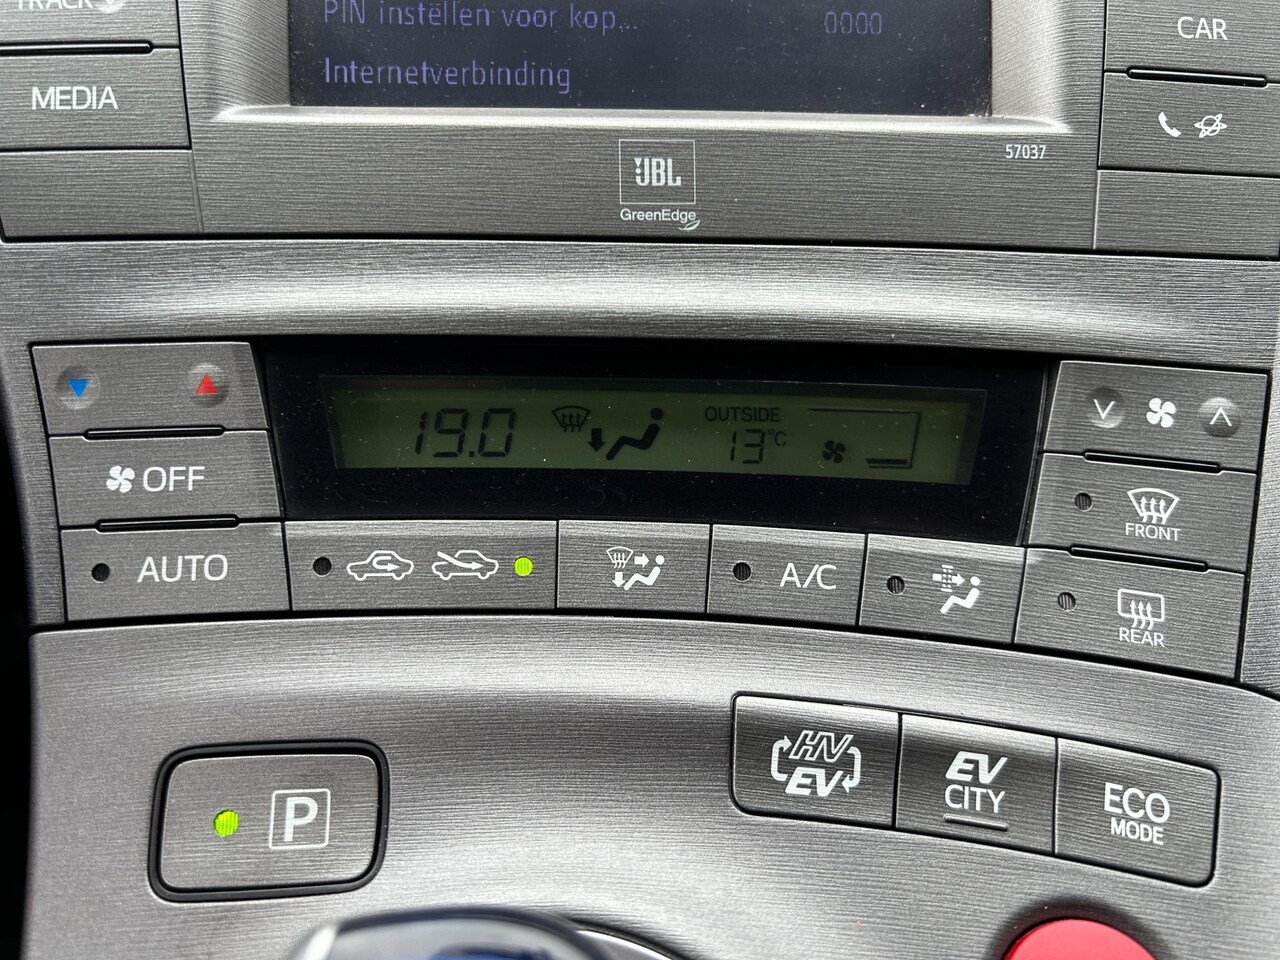 TRACK
PIN instellen voor kop... 0000
Internetverbinding
CAR
MEDIA
57037
JBL
GreenEdge
19.0
OUTSIDE
13°C
OFF
AUTO
A/C
FRONT
REAR
P
HV
EV
EV
CITY
ECO
MODE